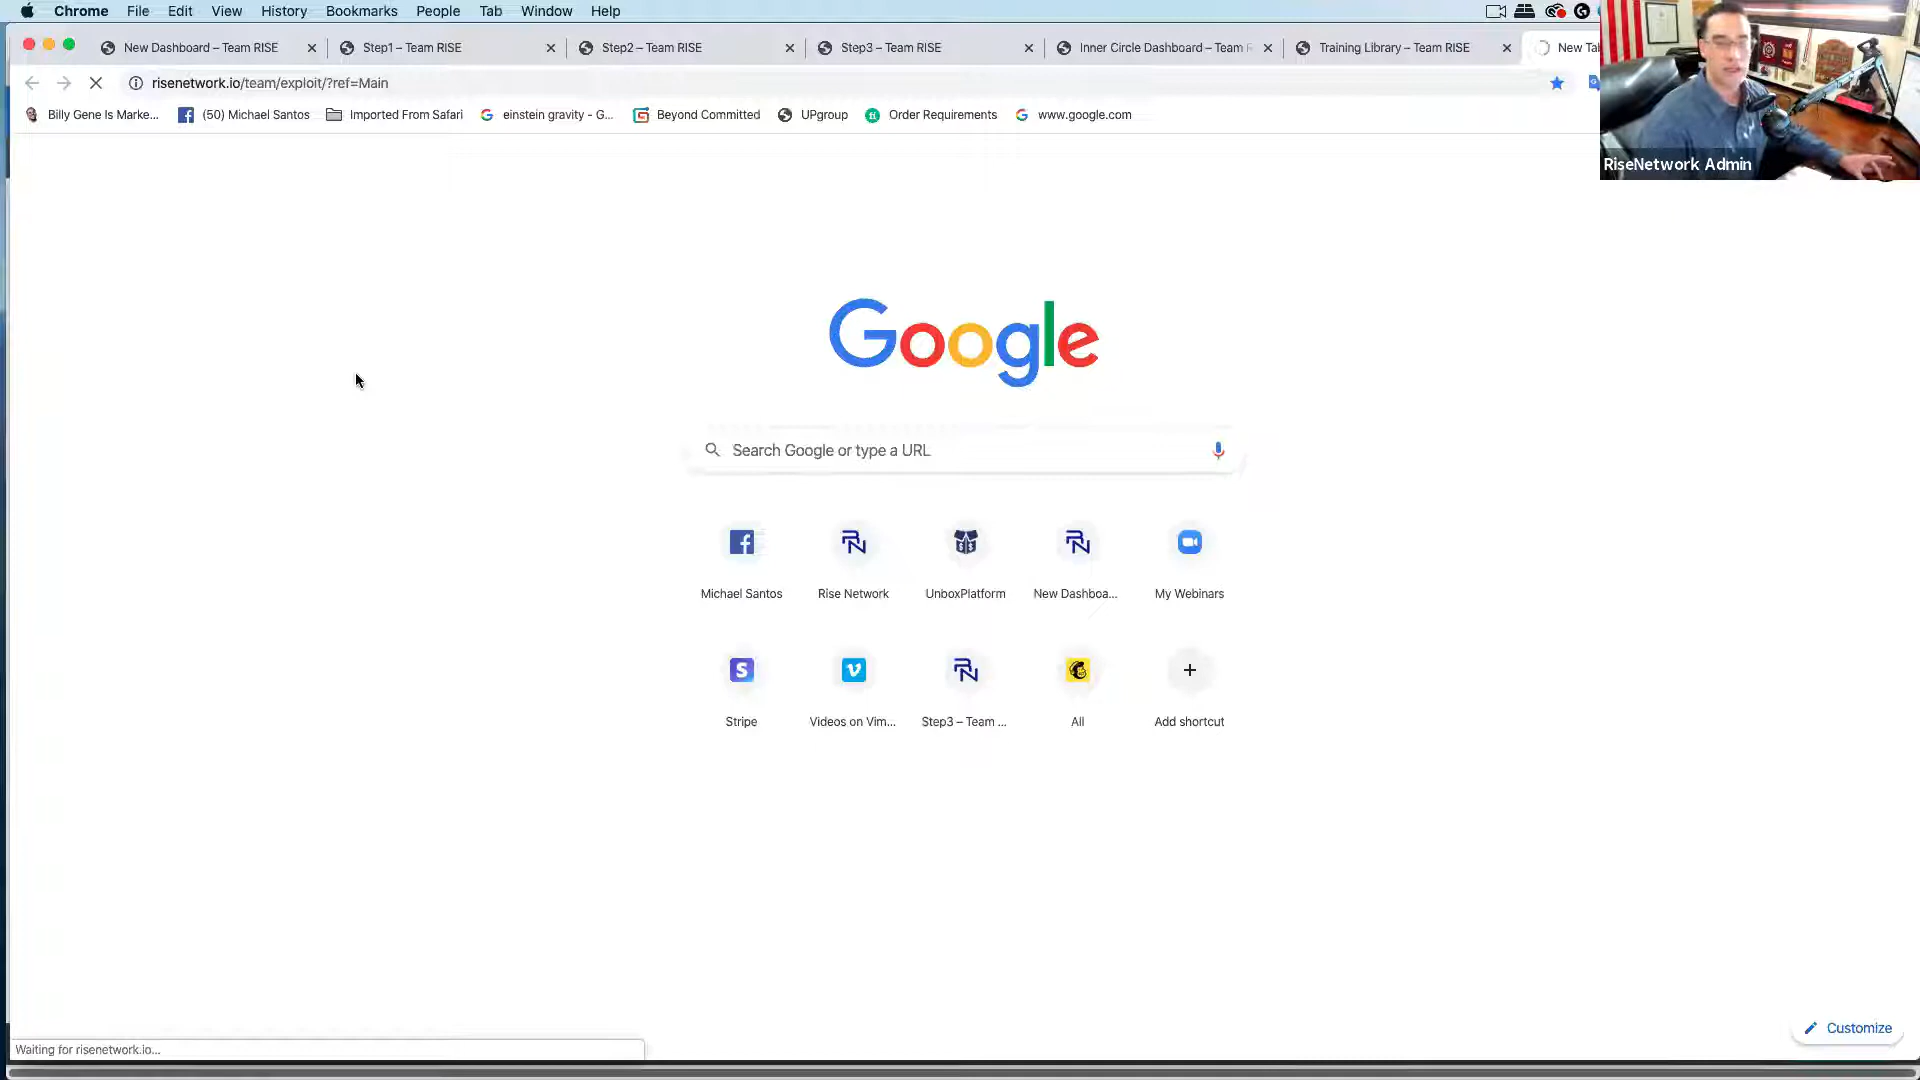 Chrome File Edit View History Bookmarks People Tab Window Help
New Dashboard – Team RISE
Step1 – Team RISE
Step2 – Team RISE
Step3 – Team RISE
Inner Circle Dashboard – Team R
Training Library – Team RISE
New Tab
risenetwork.io/team/exploit/?ref=Main
Billy Gene Is Marke...
(50) Michael Santos
Imported From Safari
einstein gravity - G...
Beyond Committed
UPgroup
Order Requirements
www.google.com
RiseNetwork Admin
Google
Search Google or type a URL
Michael Santos
Rise Network
UnboxPlatform
New Dashboa...
My Webinars
Stripe
Videos on Vim...
Step3 – Team ...
All
Add shortcut
Customize
Waiting for risenetwork.io...